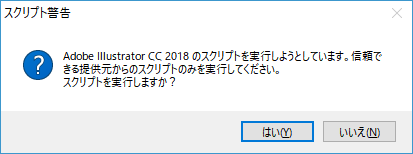 スクリプト警告
Adobe Illustrator CC 2018 のスクリプトを実行しようとしています。信頼で
きる提供元からのスクリプトのみを実行してください。
スクリプトを実行しますか？
はい(Y)
いいえ(N)